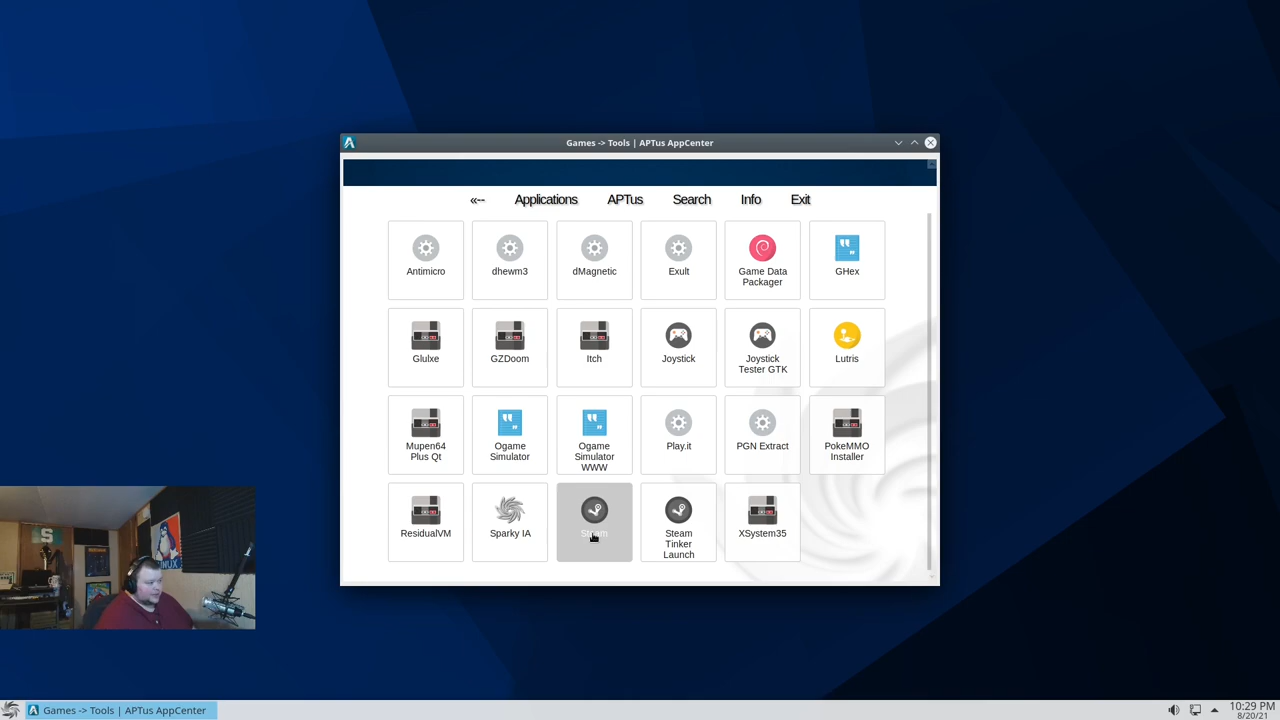 Games -> Tools | APTus AppCenter
«-- Applications APTus Search Info Exit
Antimicro
dhewm3
dMagnetic
Exult
Game Data
Packager
GHex
Glulxe
GZDoom
Itch
Joystick
Joystick
Tester GTK
Lutris
Mupen64
Plus Qt
Ogame
Simulator
Ogame
Simulator
WWW
Play.it
PGN Extract
PokeMMO
Installer
ResidualVM
Sparky IA
Steam
Steam
Tinker
Launch
XSystem35
Games -> Tools | APTus AppCenter
10:29 PM
8/20/21